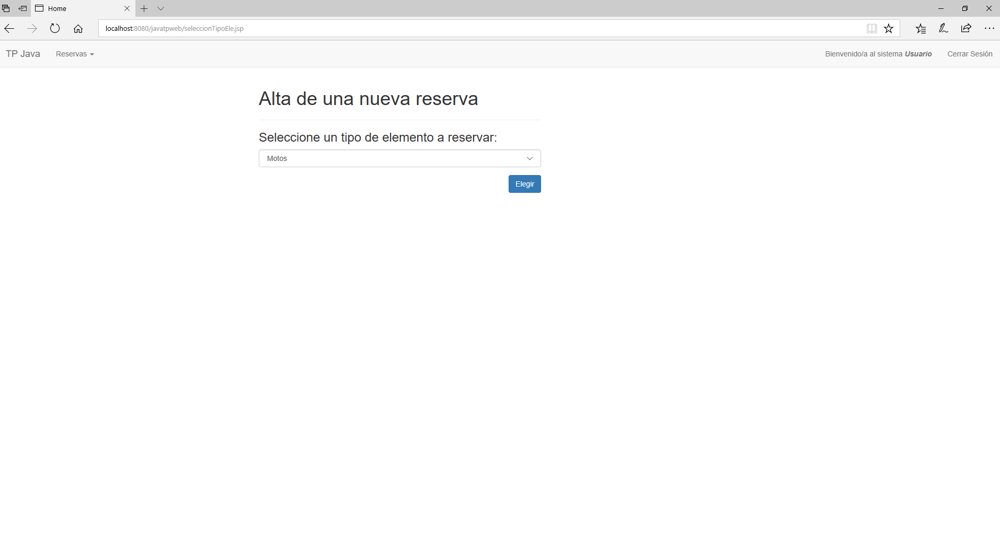 Home
localhost:8080/javatpweb/seleccionTipoEle.jsp
TP Java Reservas Bienvenido/a al sistema Usuario Cerrar Sesión
Alta de una nueva reserva
Seleccione un tipo de elemento a reservar:
Motos
Elegir